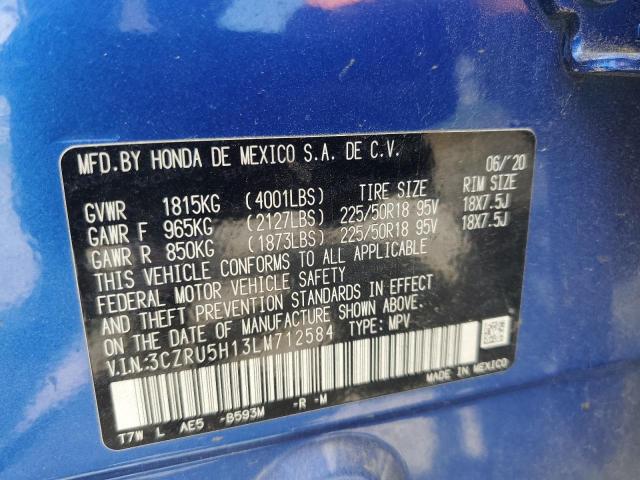 MFD.BY HONDA DE MEXICO S.A. DE C.V. 06/'20
GVWR 1815KG (4001LBS) TIRE SIZE RIM SIZE
GAWR F 965KG (2127LBS) 225/50R18 95V 18X7.5J
GAWR R 850KG (1873LBS) 225/50R18 95V 18X7.5J
THIS VEHICLE CONFORMS TO ALL APPLICABLE
FEDERAL MOTOR VEHICLE SAFETY
AND THEFT PREVENTION STANDARDS IN EFFECT
ON THE DATE OF MANUFACTURE SHOWN ABOVE.
V.I.N:3CZRU5H13LM712584 TYPE: MPV
MADE IN MEXICO
T7W L AE5 -B593M -R -M